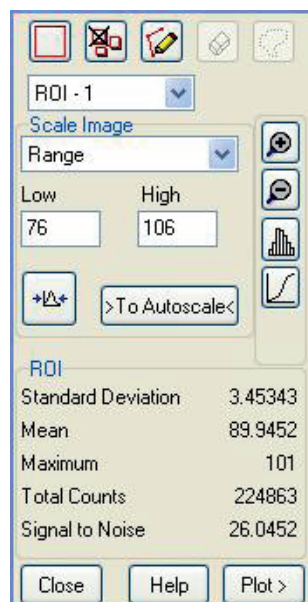 ROI - 1
Scale Image
Range
Low High
76 106
>To Autoscale<
ROI
Standard Deviation 3.45343
Mean 89.9452
Maximum 101
Total Counts 224863
Signal to Noise 26.0452
Close Help Plot >